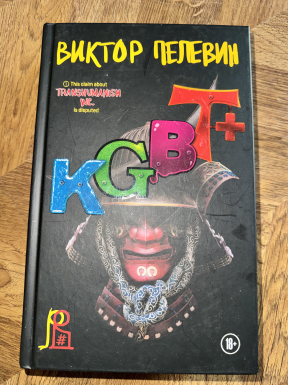 ВИКТОР ПЕЛЕВИН
ⓘ This claim about
TRANSHUMANISM
INC.
is disputed
KGBT+
#
18+